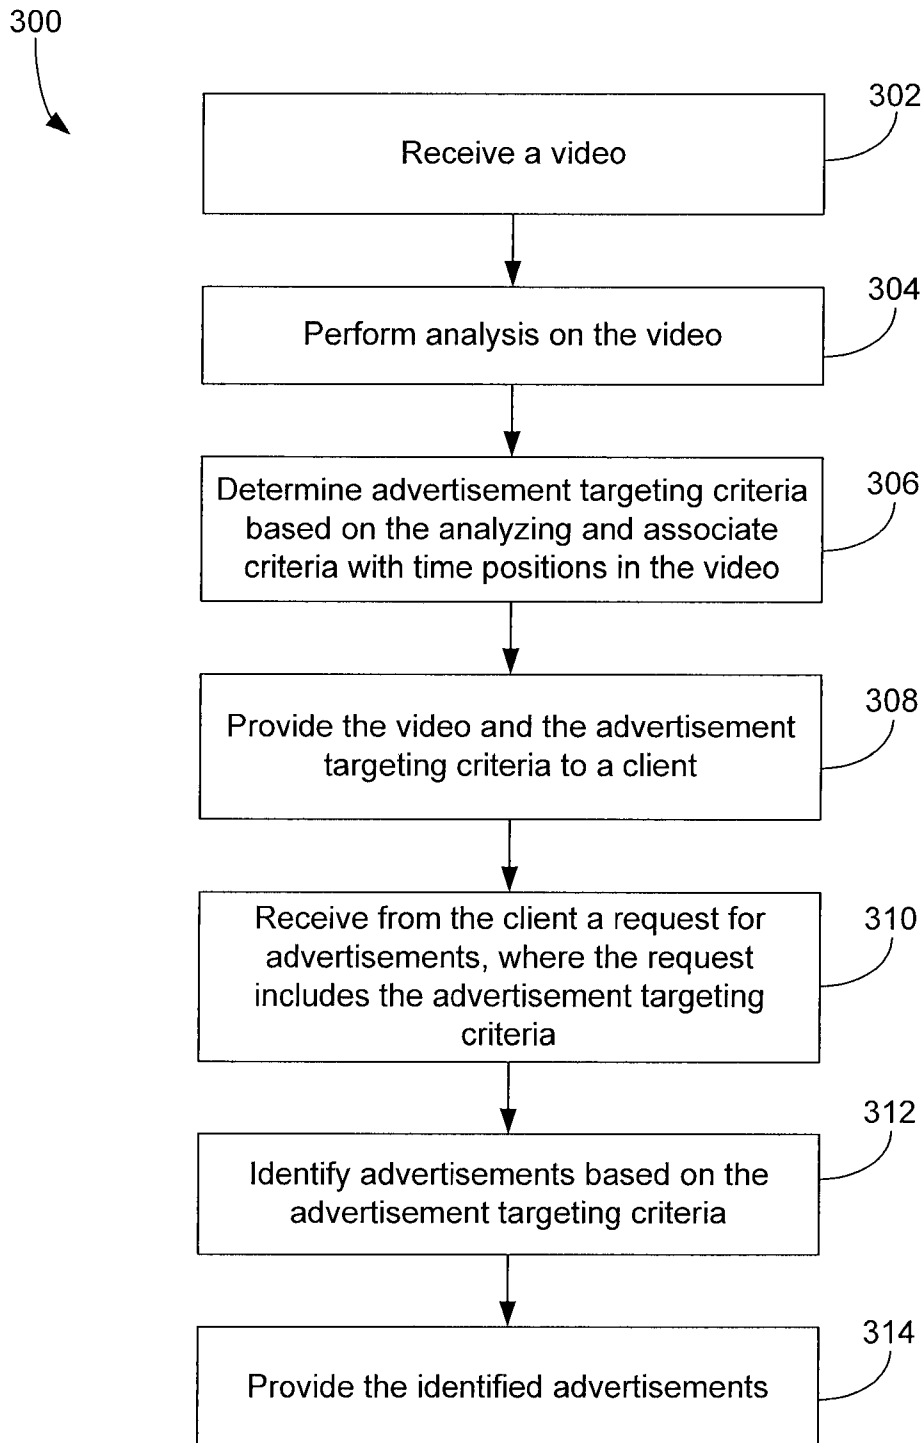 300
302
Receive a video
304
Perform analysis on the video
306
Determine advertisement targeting criteria
based on the analyzing and associate
criteria with time positions in the video
308
Provide the video and the advertisement
targeting criteria to a client
310
Receive from the client a request for
advertisements, where the request
includes the advertisement targeting
criteria
312
Identify advertisements based on the
advertisement targeting criteria
314
Provide the identified advertisements